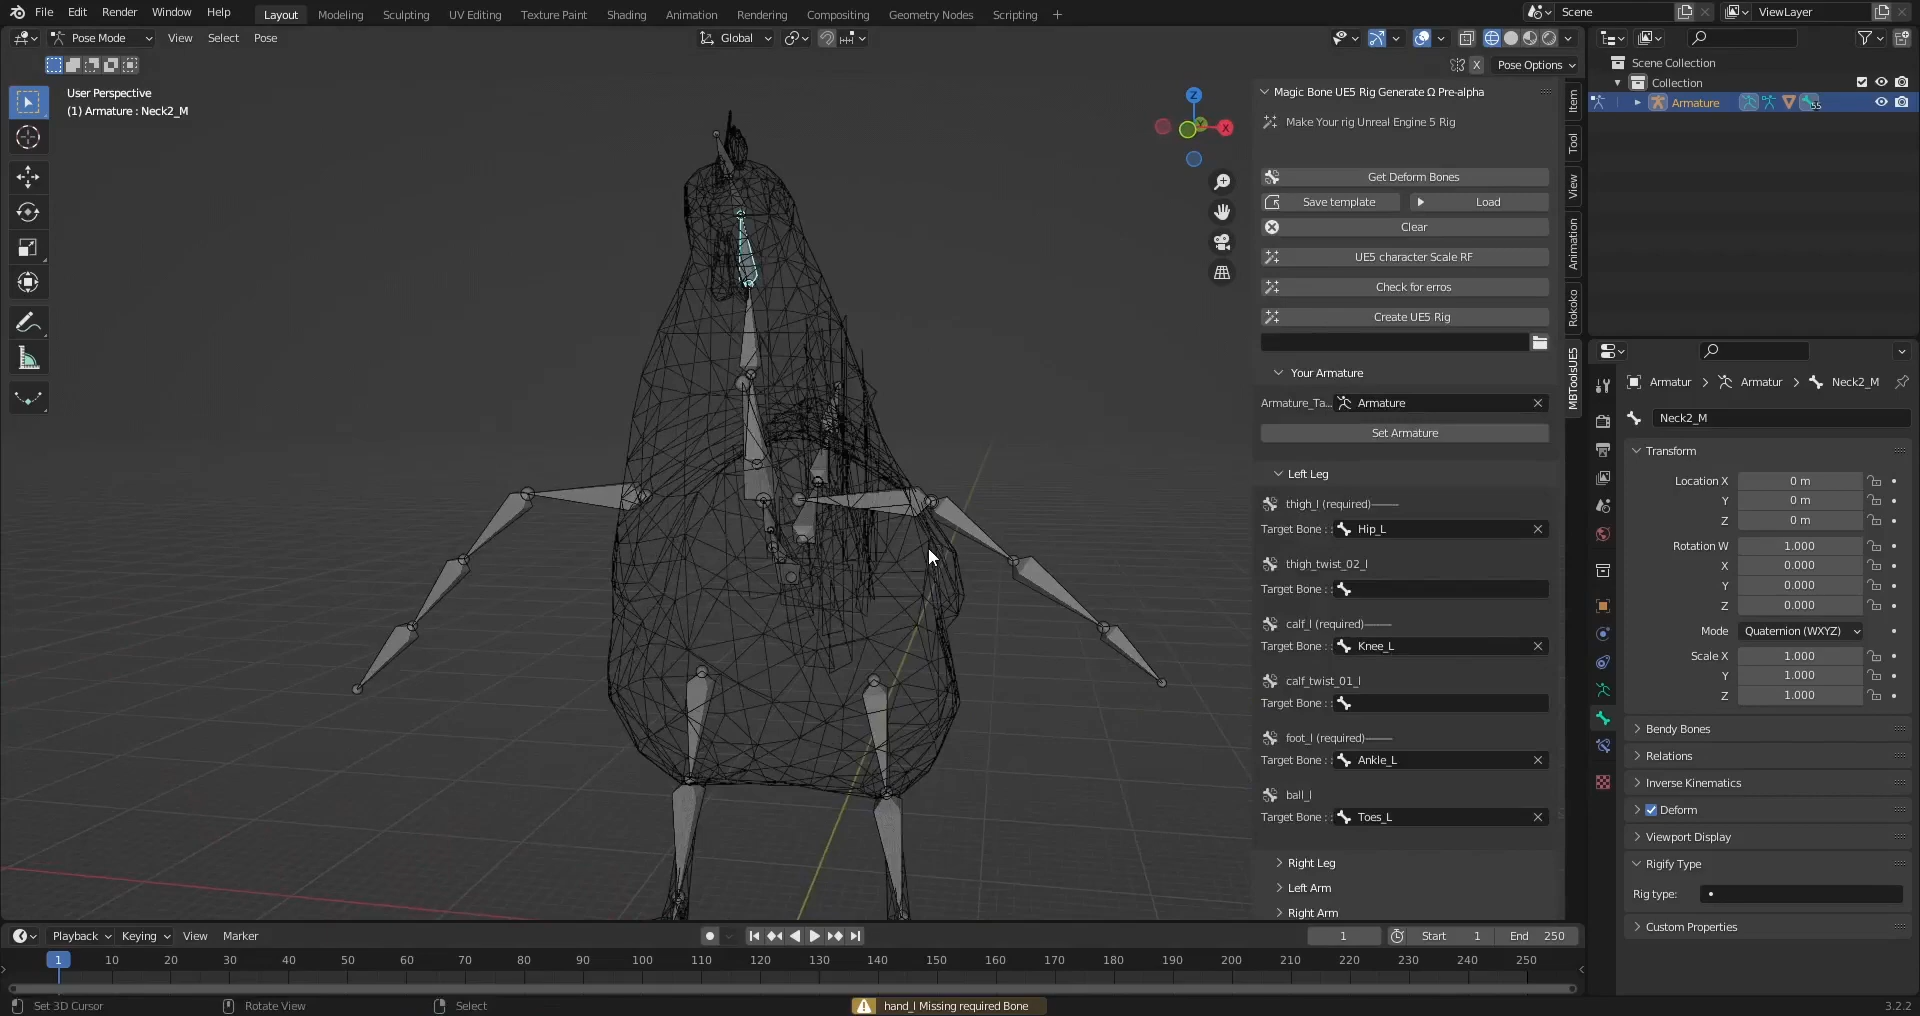 File Edit Render Window Help Layout Modeling Sculpting UV Editing Texture Paint Shading Animation Rendering Compositing Geometry Nodes Scripting + Scene ViewLayer
Pose Mode View Select Pose Global
X Pose Options
Scene Collection
Collection
Armature 55
User Perspective
(1) Armature : Neck2_M
Z
X
Magic Bone UE5 Rig Generate Ω Pre-alpha
Make Your rig Unreal Engine 5 Rig
Get Deform Bones
Save template Load
Clear
UE5 character Scale RF
Check for erros
Create UE5 Rig
Your Armature
Armature_Ta... Armature
Set Armature
Left Leg
thigh_l (required)-----
Target Bone : Hip_L
thigh_twist_02_l
Target Bone :
calf_l (required)-----
Target Bone : Knee_L
calf_twist_01_l
Target Bone :
foot_l (required)-----
Target Bone : Ankle_L
ball_l
Target Bone : Toes_L
Right Leg
Left Arm
Right Arm
Item
Tool
View
Animation
Rokoko
MBToolsUE5
Armatur Armatur Neck2_M
Neck2_M
Transform
Location X 0 m
Y 0 m
Z 0 m
Rotation W 1.000
X 0.000
Y 0.000
Z 0.000
Mode Quaternion (WXYZ)
Scale X 1.000
Y 1.000
Z 1.000
Bendy Bones
Relations
Inverse Kinematics
Deform
Viewport Display
Rigify Type
Rig type:
Custom Properties
Playback Keying View Marker 1 Start 1 End 250
1 10 20 30 40 50 60 70 80 90 100 110 120 130 140 150 160 170 180 190 200 210 220 230 240 250
Set 3D Cursor Rotate View Select hand_l Missing required Bone 3.2.2